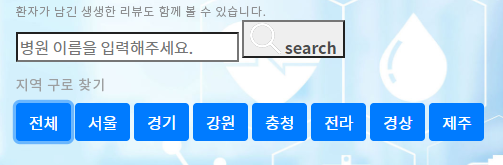 환자가 남긴 생생한 리뷰도 함께 볼 수 있습니다.
병원 이름을 입력해주세요. search
지역 구로 찾기
전체 서울 경기 강원 충청 전라 경상 제주